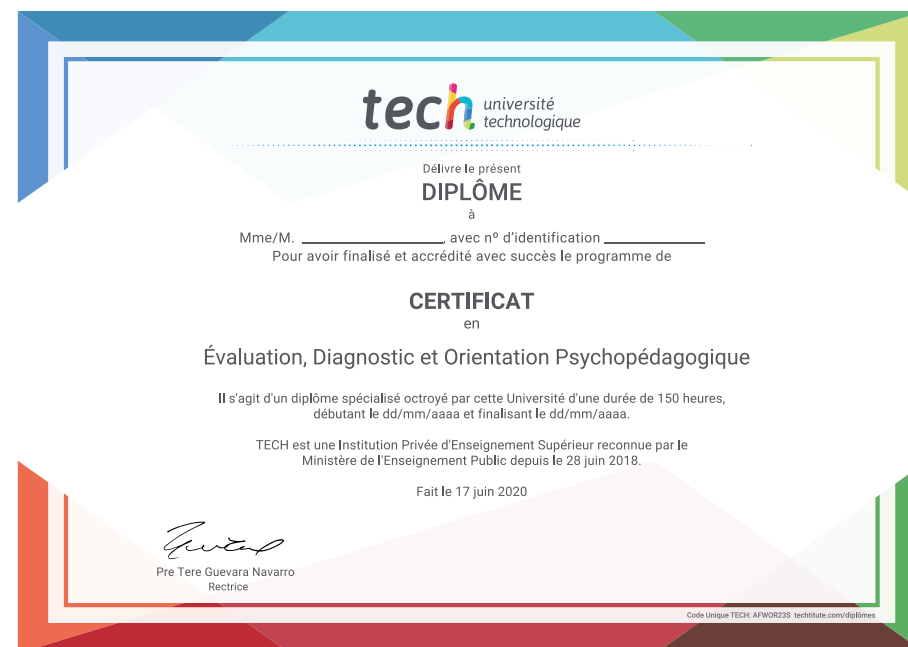 tech université
technologique
Délivre le présent
DIPLÔME
à
Mme/M. ____________________, avec nº d'identification ______________
Pour avoir finalisé et accrédité avec succès le programme de
CERTIFICAT
en
Évaluation, Diagnostic et Orientation Psychopédagogique
Il s'agit d'un diplôme spécialisé octroyé par cette Université d'une durée de 150 heures,
débutant le dd/mm/aaaa et finalisant le dd/mm/aaaa.
TECH est une Institution Privée d'Enseignement Supérieur reconnue par le
Ministère de l'Enseignement Public depuis le 28 juin 2018.
Fait le 17 juin 2020
Pre Tere Guevara Navarro
Rectrice
Code Unique TECH: AFWOR23S techtitute.com/diplômes